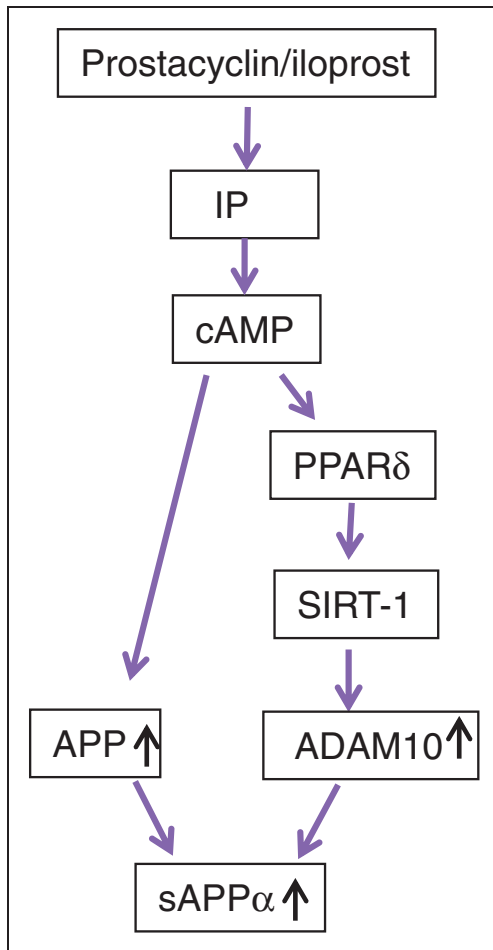 Prostacyclin/iloprost
IP
cAMP
PPARδ
SIRT-1
APP↑
ADAM10↑
sAPPα↑